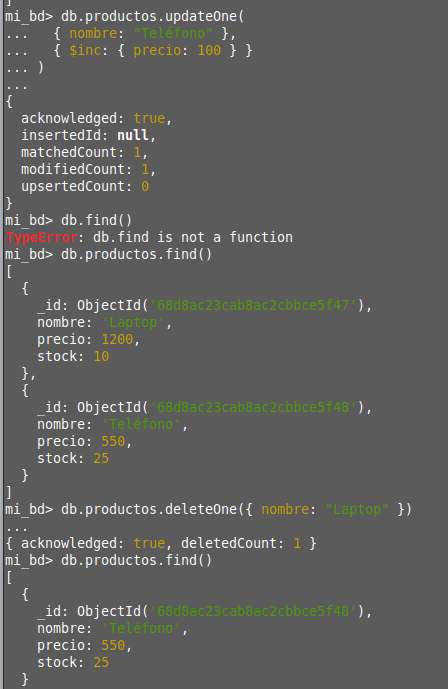 ]
mi_bd> db.productos.updateOne(
...   { nombre: "Teléfono" },
...   { $inc: { precio: 100 } }
... )
...
{
  acknowledged: true,
  insertedId: null,
  matchedCount: 1,
  modifiedCount: 1,
  upsertedCount: 0
}
mi_bd> db.find()
TypeError: db.find is not a function
mi_bd> db.productos.find()
[
  {
    _id: ObjectId('68d8ac23cab8ac2cbbce5f47'),
    nombre: 'Laptop',
    precio: 1200,
    stock: 10
  },
  {
    _id: ObjectId('68d8ac23cab8ac2cbbce5f48'),
    nombre: 'Teléfono',
    precio: 550,
    stock: 25
  }
]
mi_bd> db.productos.deleteOne({ nombre: "Laptop" })
...
{ acknowledged: true, deletedCount: 1 }
mi_bd> db.productos.find()
[
  {
    _id: ObjectId('68d8ac23cab8ac2cbbce5f48'),
    nombre: 'Teléfono',
    precio: 550,
    stock: 25
  }